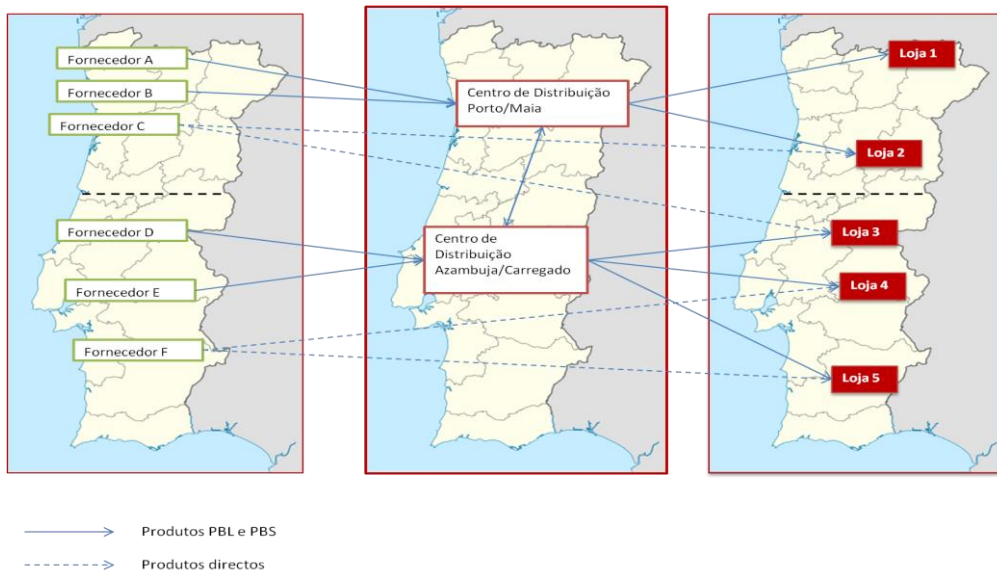 Fornecedor A
Fornecedor B
Fornecedor C
Fornecedor D
Fornecedor E
Fornecedor F
Centro de Distribuição
Porto/Maia
Centro de
Distribuição
Azambuja/Carregado
Loja 1
Loja 2
Loja 3
Loja 4
Loja 5
Produtos PBL e PBS
Produtos directos